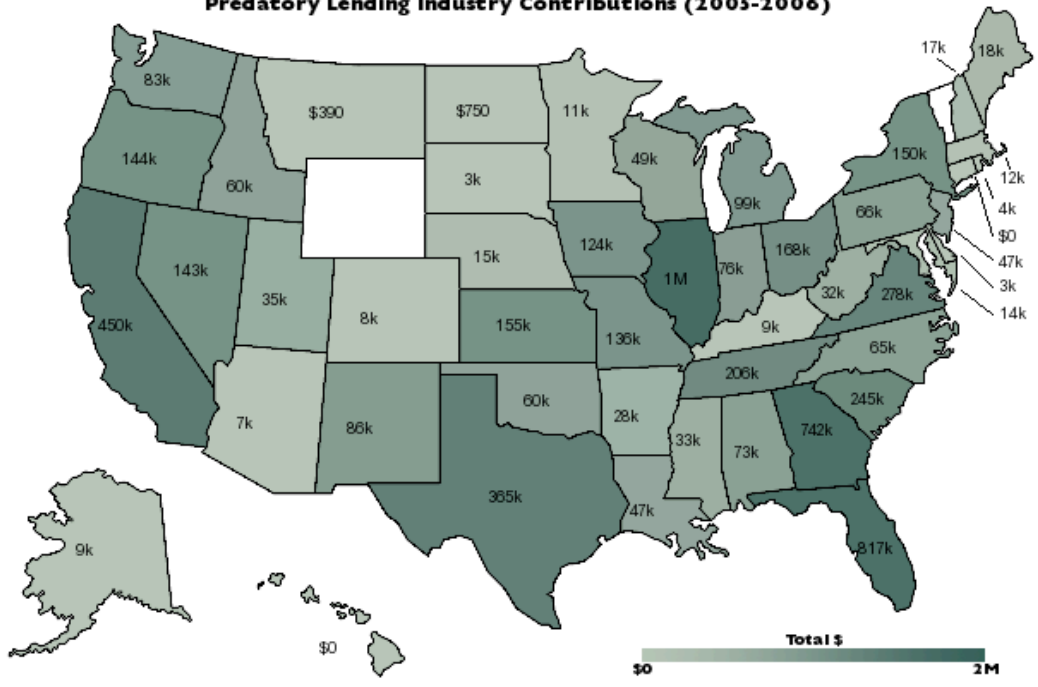 Predatory Lending Industry Contributions (2005-2006)
17k
18k
83k
$390
$750
11k
144k
49k
150k
60k
3k
99k
12k
66k
4k
$0
124k
168k
47k
143k
15k
1M
76k
35k
32k
278k
3k
450k
8k
155k
136k
9k
14k
65k
206k
7k
86k
60k
28k
33k
73k
742k
245k
365k
47k
9k
817k
$0
Total $
$0
2M